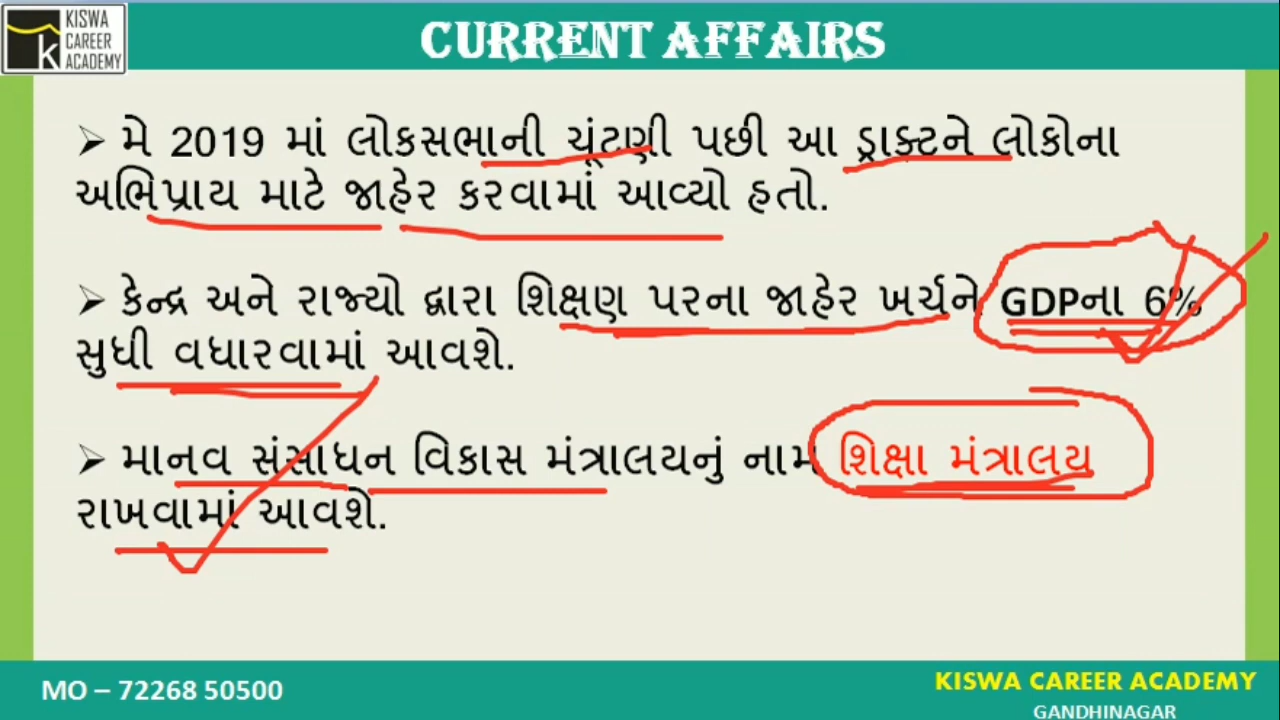 KISWA
CAREER
ACADEMY
CURRENT AFFAIRS
➢ મે 2019 માં લોકસભાની ચૂંટણી પછી આ ડ્રાફ્ટને લોકોના
અભિપ્રાય માટે જાહેર કરવામાં આવ્યો હતો.
➢ કેન્દ્ર અને રાજ્યો દ્વારા શિક્ષણ પરના જાહેર ખર્ચને GDPના 6%
સુધી વધારવામાં આવશે.
➢ માનવ સંસાધન વિકાસ મંત્રાલયનું નામ શિક્ષા મંત્રાલય
રાખવામાં આવશે.
MO – 72268 50500
KISWA CAREER ACADEMY
GANDHINAGAR